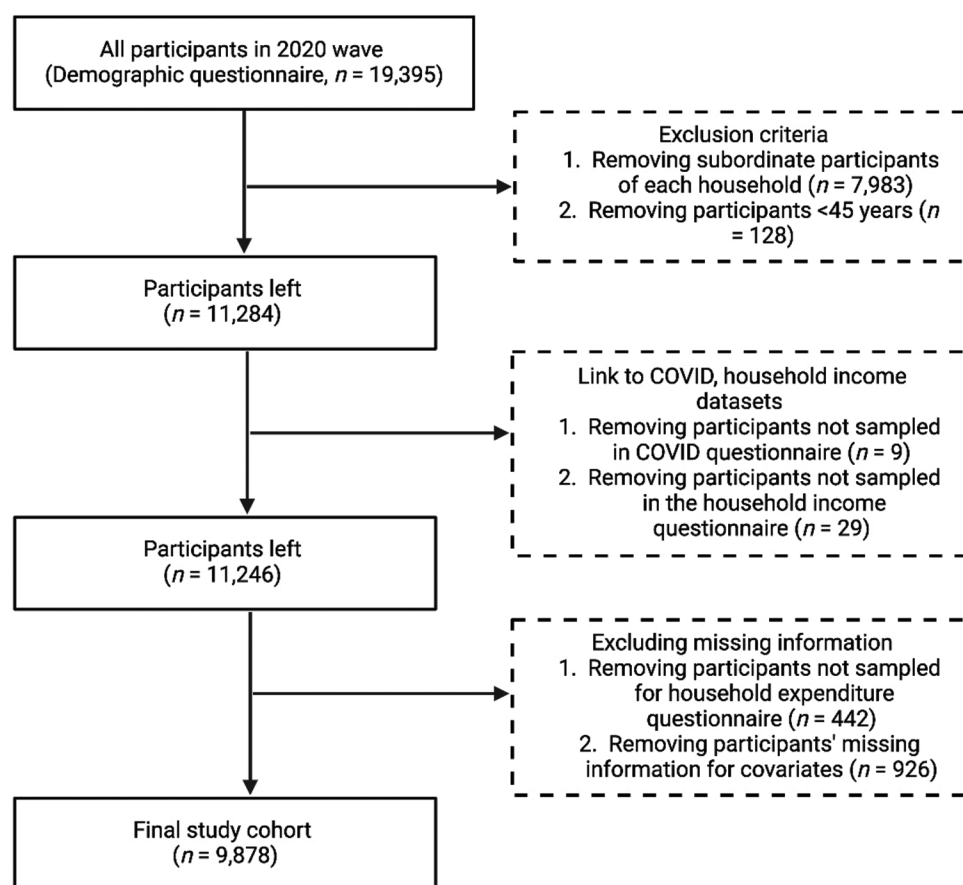 All participants in 2020 wave
(Demographic questionnaire, n = 19,395)
Exclusion criteria
1. Removing subordinate participants
of each household (n = 7,983)
2. Removing participants <45 years (n
= 128)
Participants left
(n = 11,284)
Link to COVID, household income
datasets
1. Removing participants not sampled
in COVID questionnaire (n = 9)
2. Removing participants not sampled
in the household income
questionnaire (n = 29)
Participants left
(n = 11,246)
Excluding missing information
1. Removing participants not sampled
for household expenditure
questionnaire (n = 442)
2. Removing participants' missing
information for covariates (n = 926)
Final study cohort
(n = 9,878)